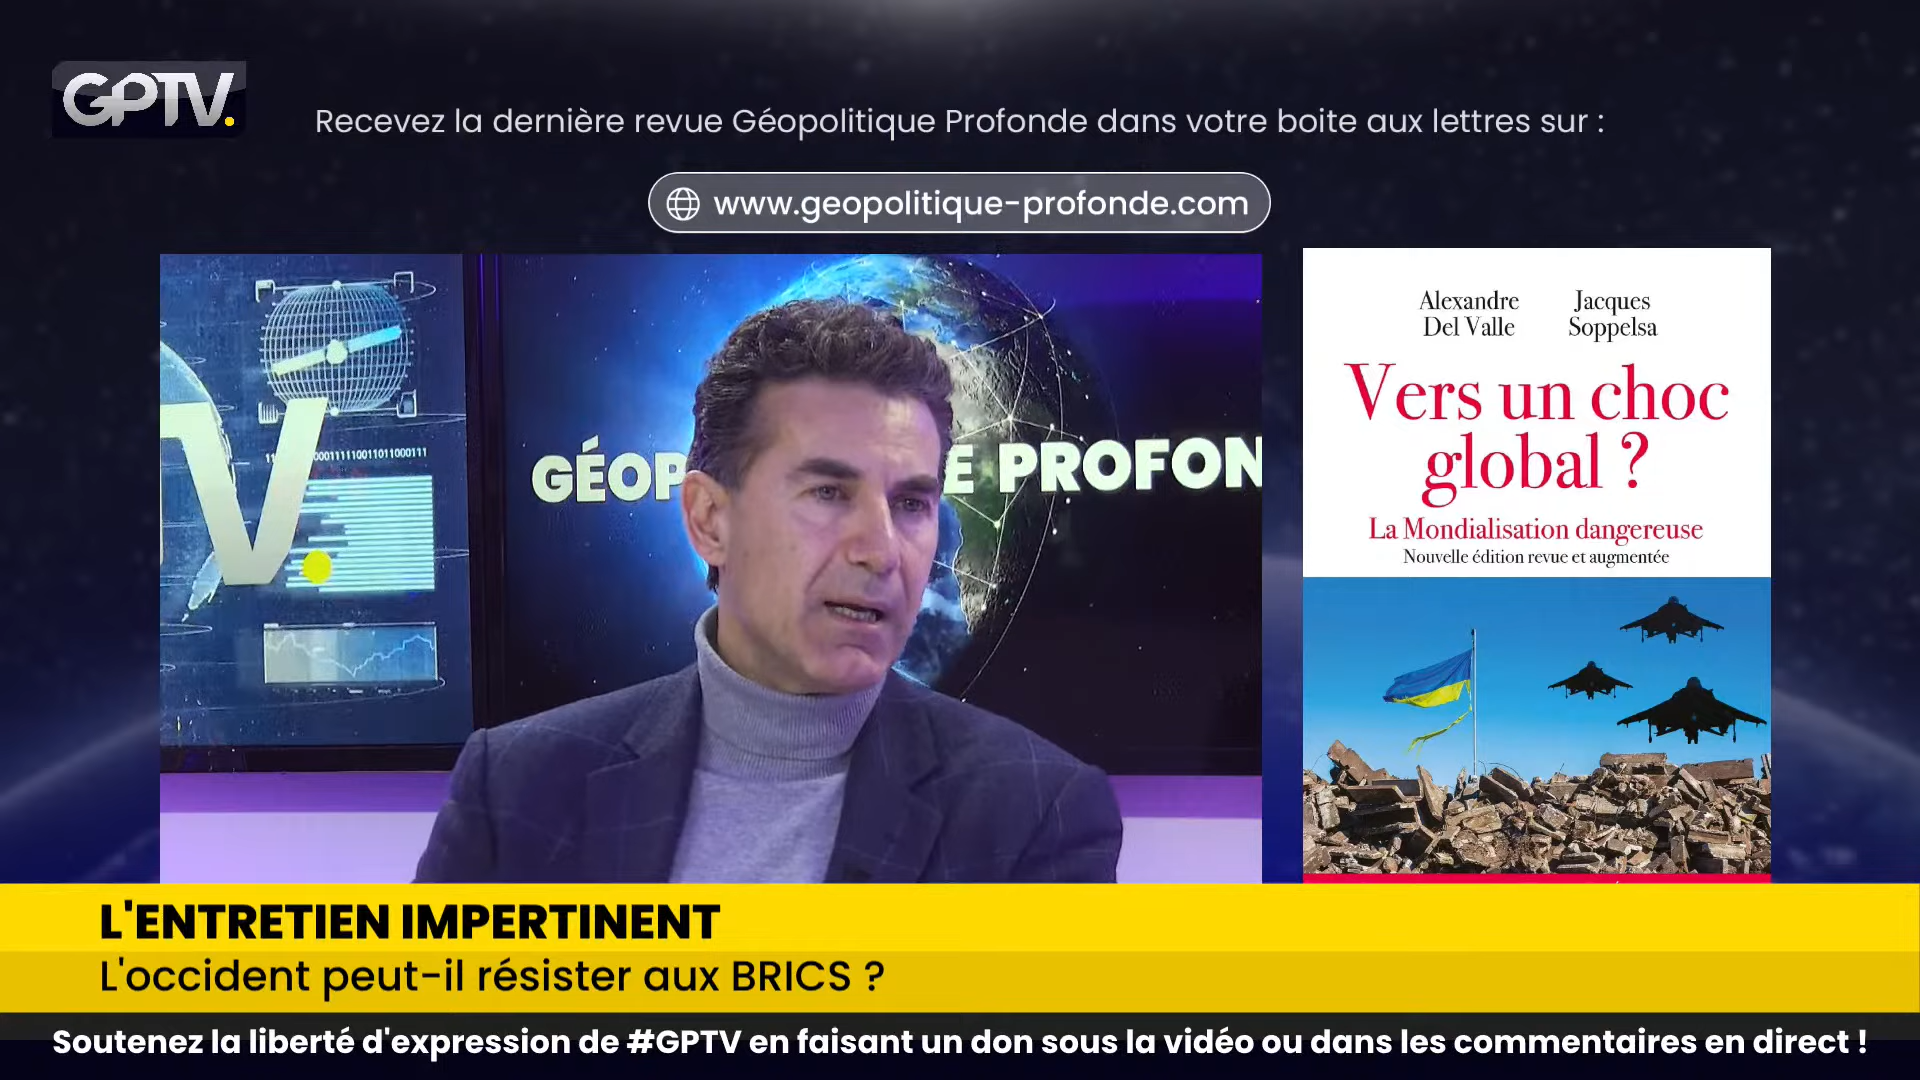 GPTV.
Recevez la dernière revue Géopolitique Profonde dans votre boite aux lettres sur :
www.geopolitique-profonde.com
V.
000111110011011000111
GÉOP
E PROFON
Alexandre Del Valle
Jacques Soppelsa
Vers un choc
global ?
La Mondialisation dangereuse
Nouvelle édition revue et augmentée
L'ENTRETIEN IMPERTINENT
L'occident peut-il résister aux BRICS ?
Soutenez la liberté d'expression de #GPTV en faisant un don sous la vidéo ou dans les commentaires en direct !